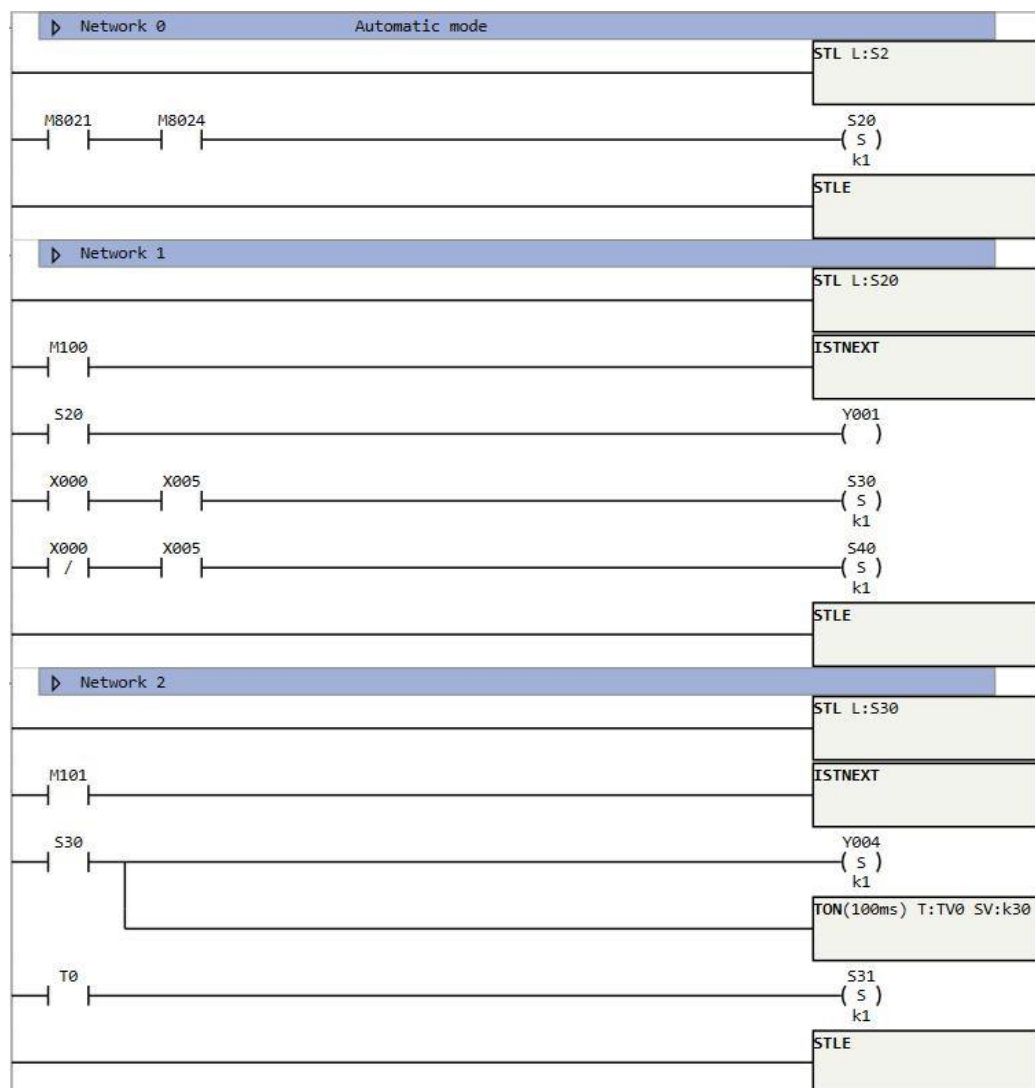 Network 0 Automatic mode
STL L:S2
M8021 M8024 S20
S
k1
STLE
Network 1
STL L:S20
M100 ISTNEXT
S20 Y001
X000 X005 S30
S
k1
X000 X005 S40
/ S
k1
STLE
Network 2
STL L:S30
M101 ISTNEXT
S30 Y004
S
k1
TON(100ms) T:TV0 SV:k30
T0 S31
S
k1
STLE